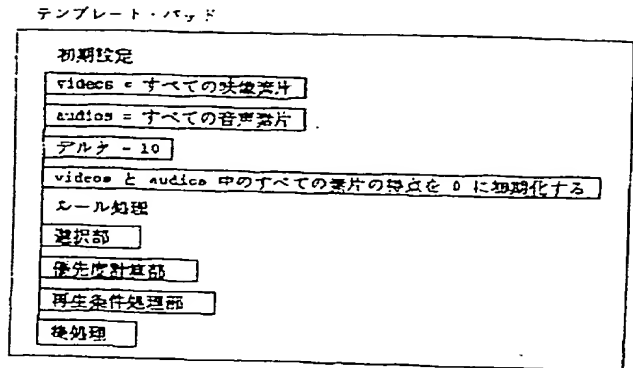 テンプレート・パッド
初期設定
videos = すべての映像素片
audios = すべての音声素片
デルタ = 10
videos と audios 中のすべての素片の得点を 0 に初期化する
ルール処理
選択部
優先度計算部
再生条件処理部
後処理